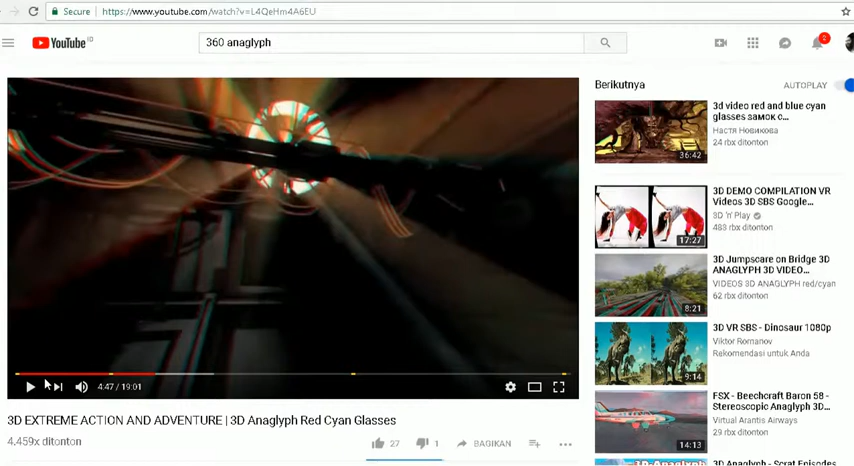 Secure
https://www.youtube.com/watch?v=L4QeHm4A6EU
YouTube ID
360 anaglyph
2
Berikutnya
AUTOPLAY
3d video red and blue cyan
glasses замок с...
Настя Новикова
24 rbx ditonton
36:42
3D DEMO COMPILATION VR
Videos 3D SBS Google...
3D 'n' Play
483 rbx ditonton
17:27
3D Jumpscare on Bridge 3D
ANAGLYPH 3D VIDEO...
VIDEOS 3D ANAGLYPH red/cyan
62 rbx ditonton
8:21
3D VR SBS - Dinosaur 1080p
Viktor Romanov
Rekomendasi untuk Anda
9:14
FSX - Beechcraft Baron 58 -
Stereoscopic Anaglyph 3D...
Virtual Arantis Airways
29 rbx ditonton
14:13
3D Anaglyph - Scrat Episodes
4:47 / 19:01
3D EXTREME ACTION AND ADVENTURE | 3D Anaglyph Red Cyan Glasses
4.459x ditonton
27
1
BAGIKAN